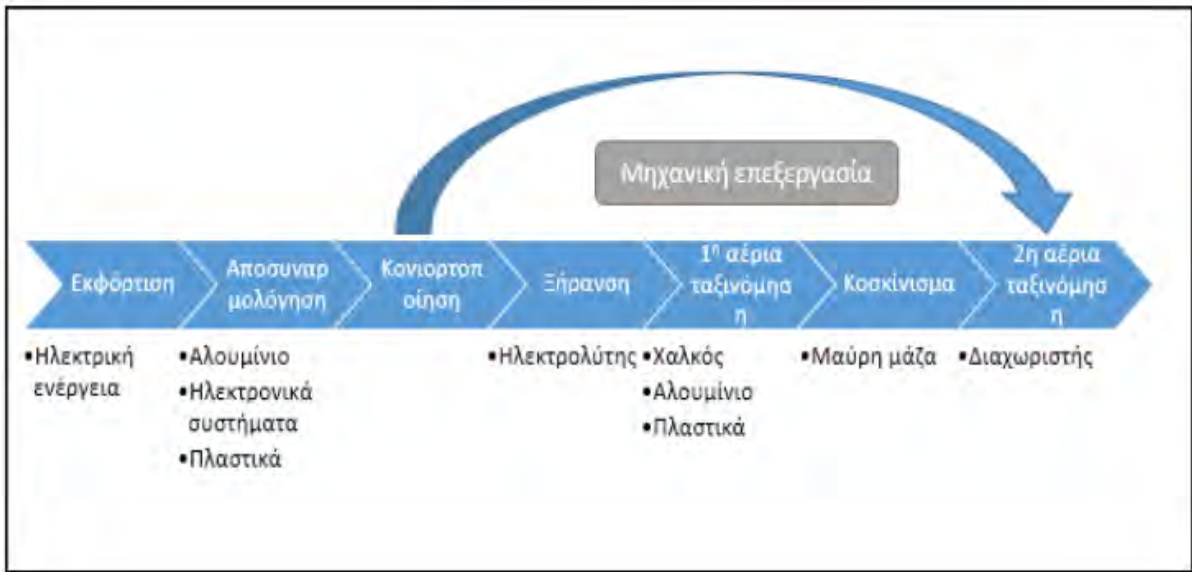 Μηχανική επεξεργασία
Εκφόρτιση
Αποσυναρ
μολόγηση
Κονιορτοπ
οίηση
Ξήρανση
1η αέρια
ταξινόμησ
η
Κοσκίνισμα
2η αέρια
ταξινόμησ
η
•Ηλεκτρική
ενέργεια
•Αλουμίνιο
•Ηλεκτρονικά
συστήματα
•Πλαστικά
•Ηλεκτρολύτης
•Χαλκός
•Αλουμίνιο
•Πλαστικά
•Μαύρη μάζα
•Διαχωριστής